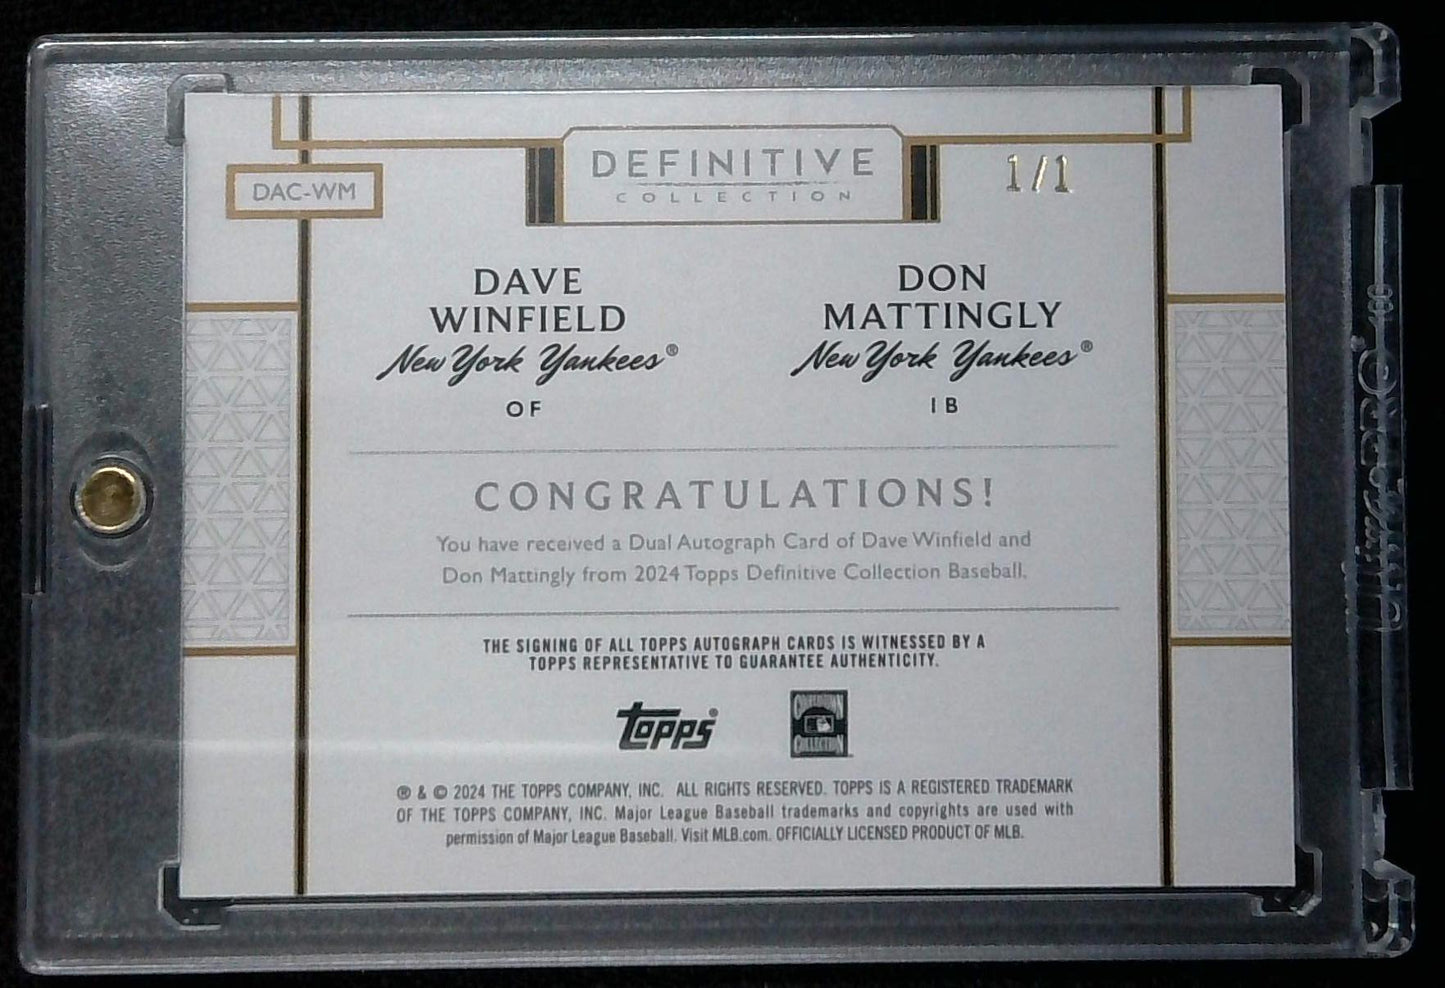 DEFINITIVE
COLLECTION
1/1
DAC-WM
DAVE
WINFIELD
New York Yankees®
OF
DON
MATTINGLY
New York Yankees®
1B
CONGRATULATIONS!
You have received a Dual Autograph Card of Dave Winfield and
Don Mattingly from 2024 Topps Definitive Collection Baseball.
THE SIGNING OF ALL TOPPS AUTOGRAPH CARDS IS WITNESSED BY A
TOPPS REPRESENTATIVE TO GUARANTEE AUTHENTICITY.
topps®
COOPERSTOWN
COLLECTION
® & © 2024 THE TOPPS COMPANY, INC. ALL RIGHTS RESERVED. TOPPS IS A REGISTERED TRADEMARK
OF THE TOPPS COMPANY, INC. Major League Baseball trademarks and copyrights are used with
permission of Major League Baseball. Visit MLB.com. OFFICIALLY LICENSED PRODUCT OF MLB.
UltraPRO®